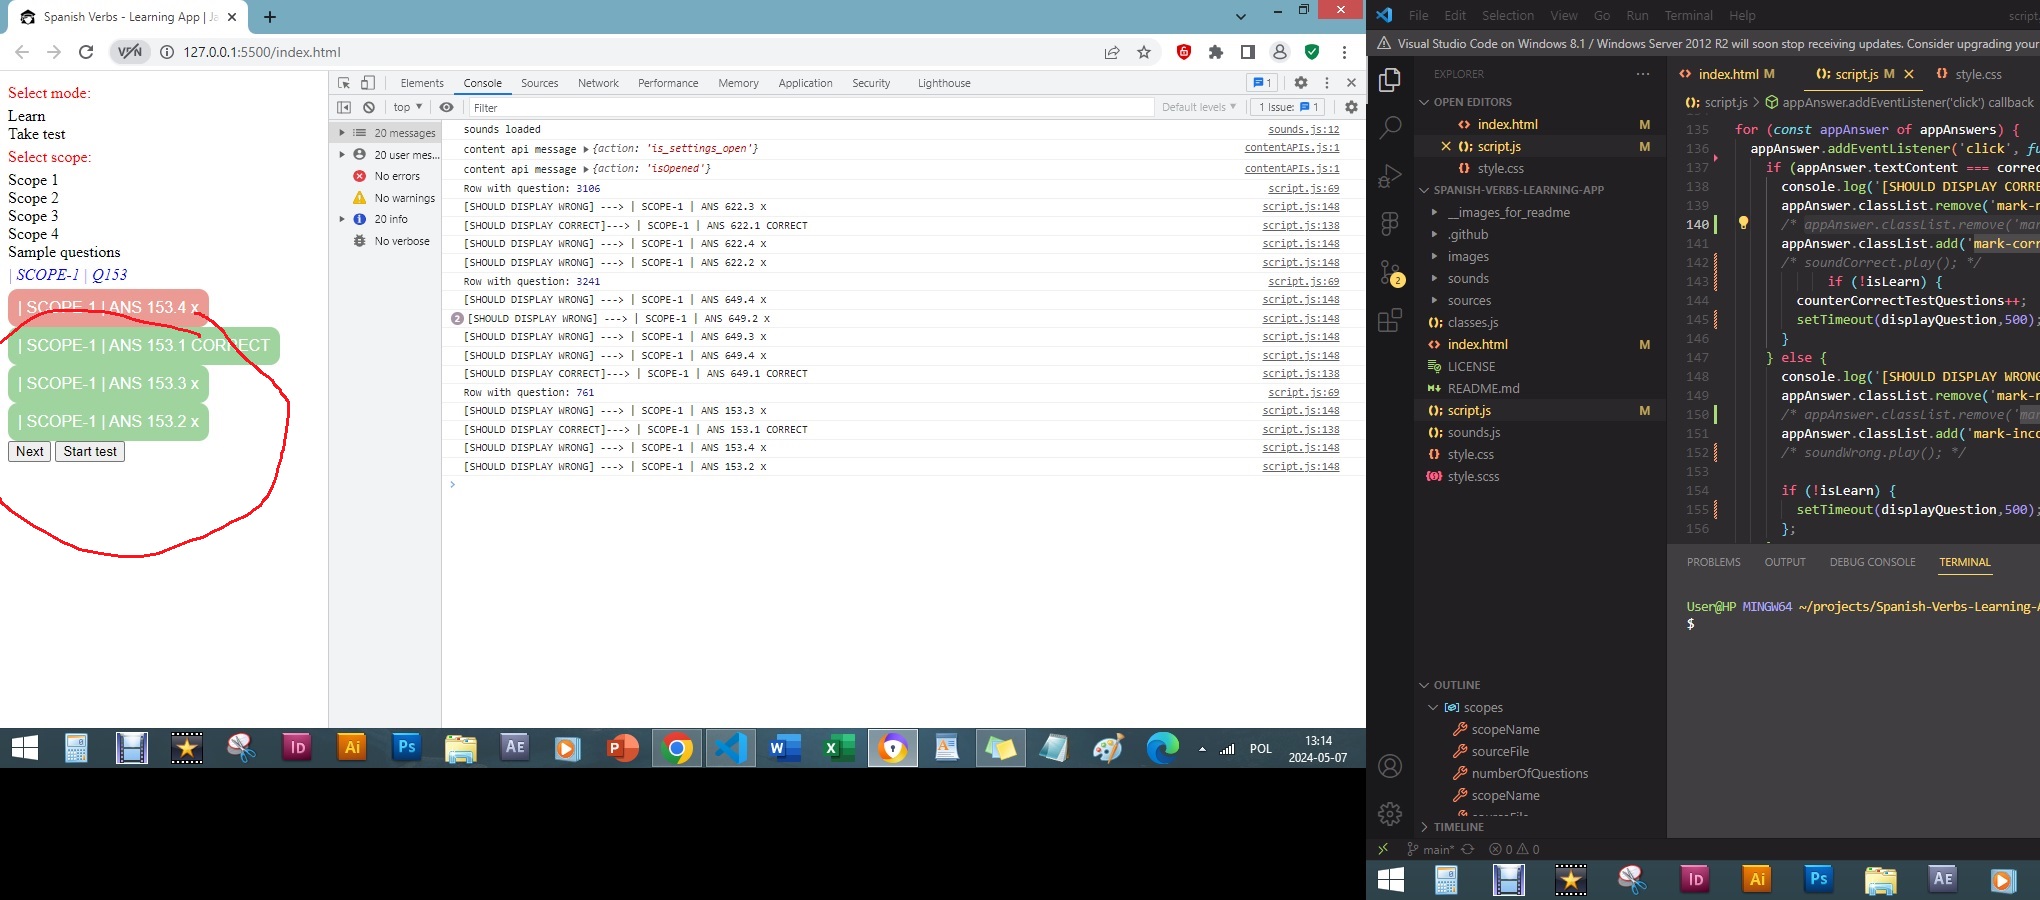 Spanish Verbs - Learning App | Ja
127.0.0.1:5500/index.html
Select mode:
Learn
Take test
Select scope:
Scope 1
Scope 2
Scope 3
Scope 4
Sample questions
| SCOPE-1 | Q153
| SCOPE-1 | ANS 153.4 x
| SCOPE-1 | ANS 153.1 CORRECT
| SCOPE-1 | ANS 153.3 x
| SCOPE-1 | ANS 153.2 x
Next Start test
Elements Console Sources Network Performance Memory Application Security Lighthouse 1
top Filter Default levels 1 Issue: 1
20 messages
20 user mes...
No errors
No warnings
20 info
No verbose
sounds loaded sounds.js:12
content api message {action: 'is_settings_open'} contentAPIs.js:1
content api message {action: 'isOpened'} contentAPIs.js:1
Row with question: 3106 script.js:69
[SHOULD DISPLAY WRONG] ---> | SCOPE-1 | ANS 622.3 x script.js:148
[SHOULD DISPLAY CORRECT]---> | SCOPE-1 | ANS 622.1 CORRECT script.js:138
[SHOULD DISPLAY WRONG] ---> | SCOPE-1 | ANS 622.4 x script.js:148
[SHOULD DISPLAY WRONG] ---> | SCOPE-1 | ANS 622.2 x script.js:148
Row with question: 3241 script.js:69
[SHOULD DISPLAY WRONG] ---> | SCOPE-1 | ANS 649.4 x script.js:148
2 [SHOULD DISPLAY WRONG] ---> | SCOPE-1 | ANS 649.2 x script.js:148
[SHOULD DISPLAY WRONG] ---> | SCOPE-1 | ANS 649.3 x script.js:148
[SHOULD DISPLAY WRONG] ---> | SCOPE-1 | ANS 649.4 x script.js:148
[SHOULD DISPLAY CORRECT]---> | SCOPE-1 | ANS 649.1 CORRECT script.js:138
Row with question: 761 script.js:69
[SHOULD DISPLAY WRONG] ---> | SCOPE-1 | ANS 153.3 x script.js:148
[SHOULD DISPLAY CORRECT]---> | SCOPE-1 | ANS 153.1 CORRECT script.js:138
[SHOULD DISPLAY WRONG] ---> | SCOPE-1 | ANS 153.4 x script.js:148
[SHOULD DISPLAY WRONG] ---> | SCOPE-1 | ANS 153.2 x script.js:148
Id Ai Ps AE P W X POL 13:14
2024-05-07
File Edit Selection View Go Run Terminal Help script.
Visual Studio Code on Windows 8.1 / Windows Server 2012 R2 will soon stop receiving updates. Consider upgrading your
EXPLORER
OPEN EDITORS
index.html M
script.js M
style.css
SPANISH-VERBS-LEARNING-APP
__images_for_readme
.github
images
sounds
sources
classes.js
index.html M
LICENSE
README.md
script.js M
sounds.js
style.css
style.scss
2
OUTLINE
scopes
scopeName
sourceFile
numberOfQuestions
scopeName
TIMELINE
index.html M script.js M style.css
script.js > appAnswer.addEventListener('click') callback
135 for (const appAnswer of appAnswers) {
136 appAnswer.addEventListener('click', fu
137 if (appAnswer.textContent === correc
138 console.log('[SHOULD DISPLAY CORRE
139 appAnswer.classList.remove('mark-n
140 /* appAnswer.classList.remove('mar
141 appAnswer.classList.add('mark-corr
142 /* soundCorrect.play(); */
143 if (!isLearn) {
144 counterCorrectTestQuestions++;
145 setTimeout(displayQuestion,500);
146 }
147 } else {
148 console.log('[SHOULD DISPLAY WRONG
149 appAnswer.classList.remove('mark-n
150 /* appAnswer.classList.remove('mar
151 appAnswer.classList.add('mark-inco
152 /* soundWrong.play(); */
153
154 if (!isLearn) {
155 setTimeout(displayQuestion,500);
156 };
PROBLEMS OUTPUT DEBUG CONSOLE TERMINAL
User@HP MINGW64 ~/projects/Spanish-Verbs-Learning-A
$
main* 0 0
Id Ai Ps AE